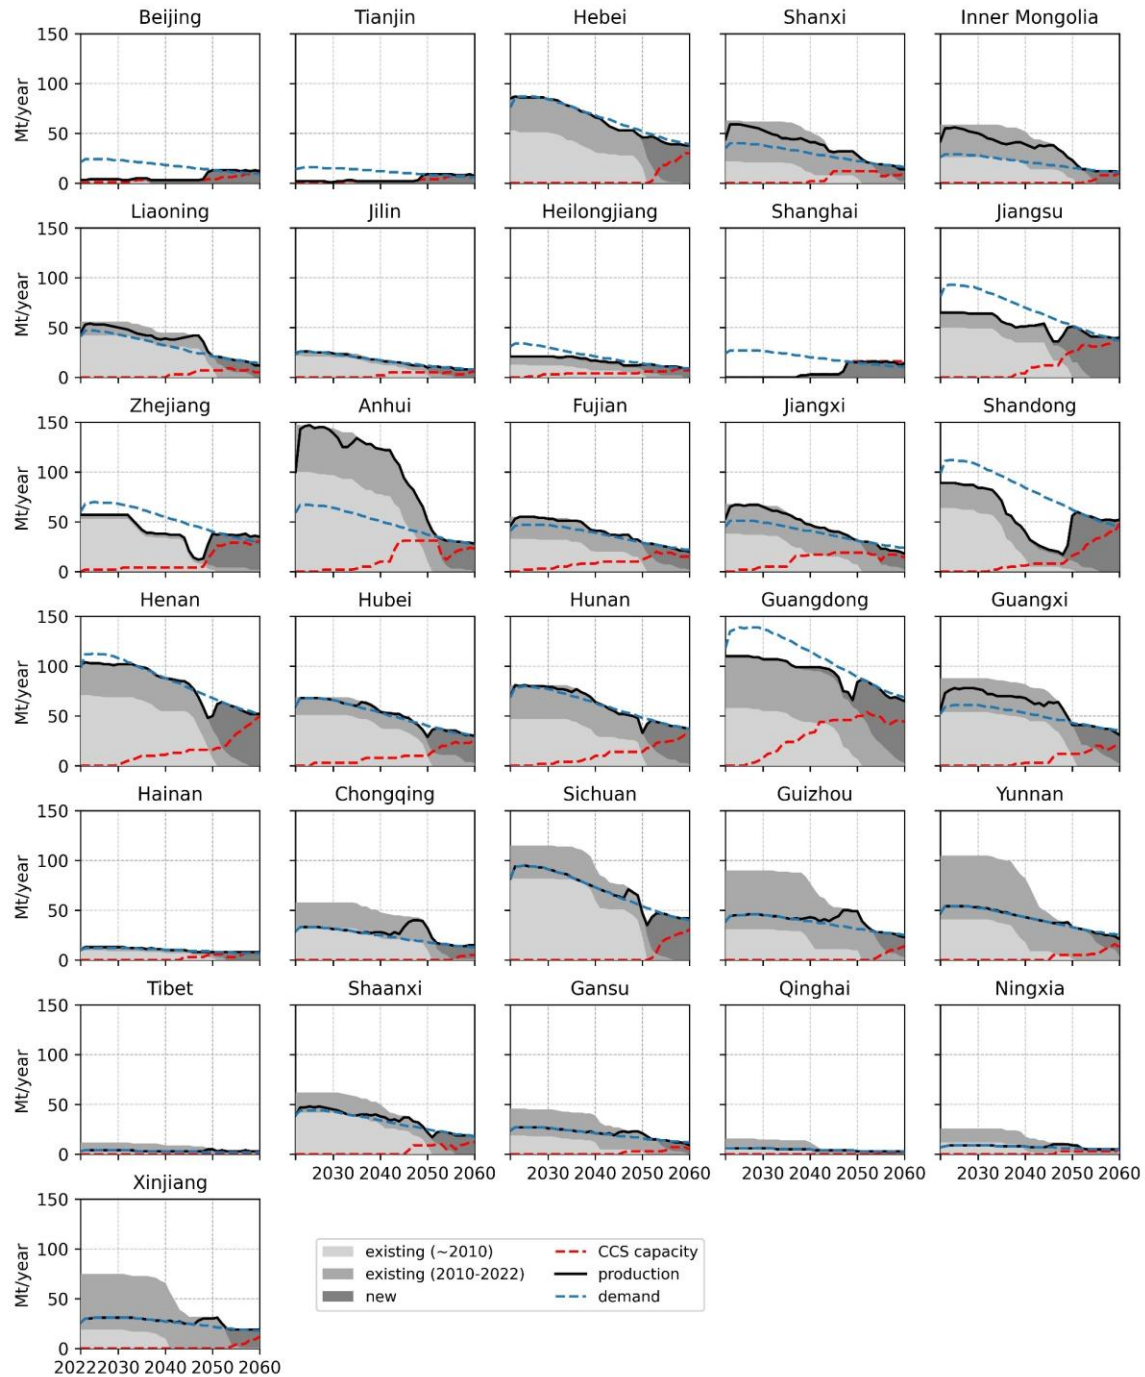 Beijing Tianjin Hebei Shanxi Inner Mongolia
150
100
50
0
Mt/year
Liaoning Jilin Heilongjiang Shanghai Jiangsu
150
100
50
0
Mt/year
Zhejiang Anhui Fujian Jiangxi Shandong
150
100
50
0
Mt/year
Henan Hubei Hunan Guangdong Guangxi
150
100
50
0
Mt/year
Hainan Chongqing Sichuan Guizhou Yunnan
150
100
50
0
Mt/year
Tibet Shaanxi Gansu Qinghai Ningxia
150
100
50
0
Mt/year
2030 2040 2050 2060 2030 2040 2050 2060 2030 2040 2050 2060 2030 2040 2050 2060
Xinjiang
150
100
50
0
Mt/year
2022 2030 2040 2050 2060
existing (~2010)
existing (2010-2022)
new
CCS capacity
production
demand